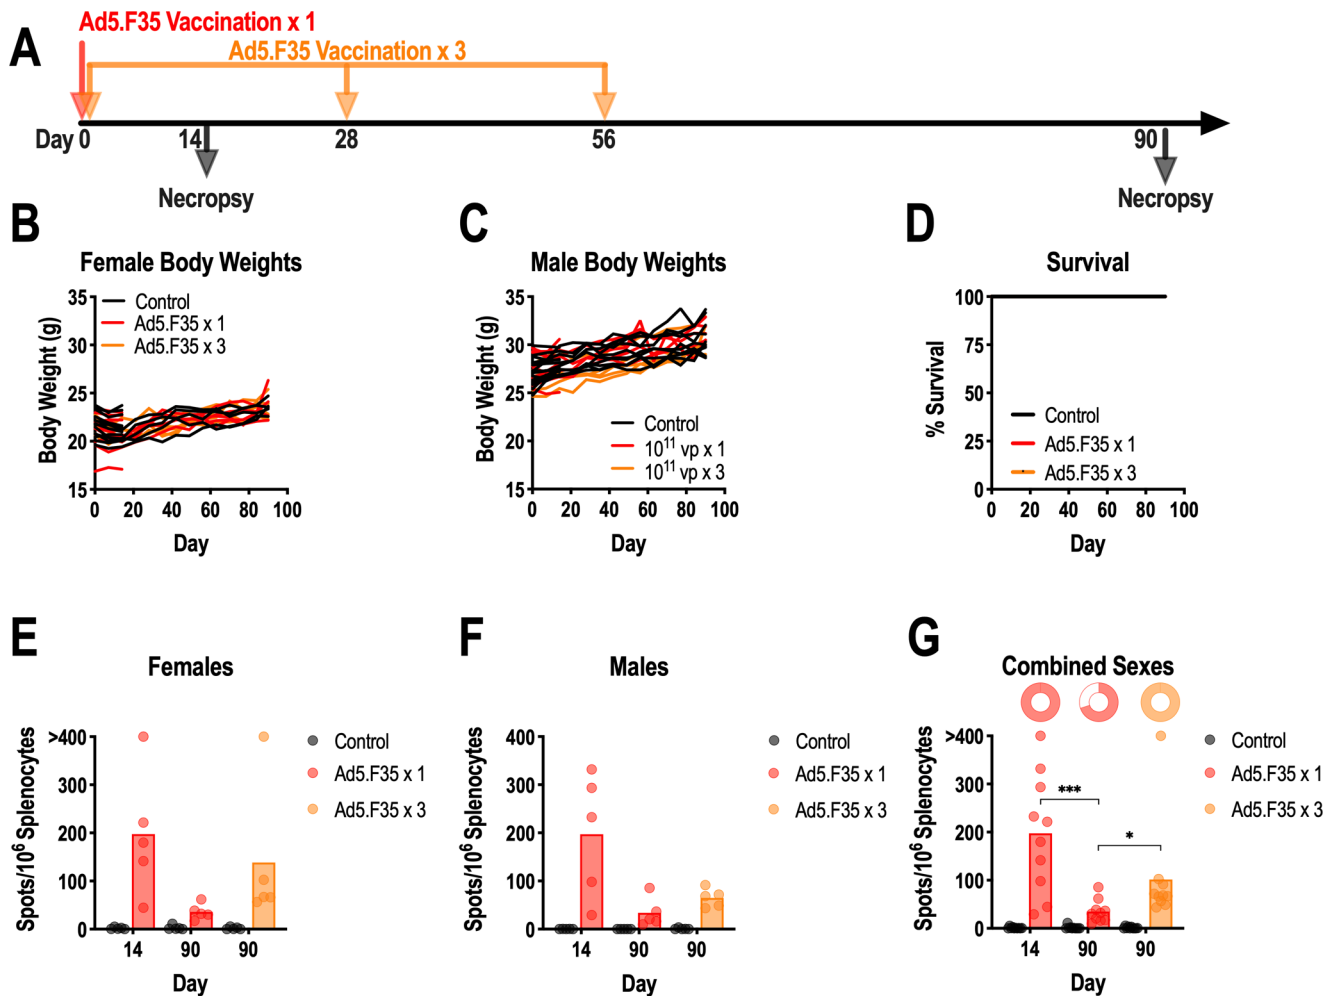 A
Ad5.F35 Vaccination x 1
Ad5.F35 Vaccination x 3
Day 0
14
28
56
90
Necropsy
Necropsy
B
Female Body Weights
Body Weight (g)
35
30
25
20
15
Control
Ad5.F35 x 1
Ad5.F35 x 3
0 20 40 60 80 100
Day
C
Male Body Weights
Body Weight (g)
35
30
25
20
15
Control
10¹¹ vp x 1
10¹¹ vp x 3
0 20 40 60 80 100
Day
D
Survival
% Survival
100
75
50
25
0
Control
Ad5.F35 x 1
Ad5.F35 x 3
0 20 40 60 80 100
Day
E
Females
Spots/10⁶ Splenocytes
>400
300
200
100
0
Control
Ad5.F35 x 1
Ad5.F35 x 3
14 90 90
Day
F
Males
Spots/10⁶ Splenocytes
400
300
200
100
0
Control
Ad5.F35 x 1
Ad5.F35 x 3
14 90 90
Day
G
Combined Sexes
Spots/10⁶ Splenocytes
>400
300
200
100
0
***
*
Control
Ad5.F35 x 1
Ad5.F35 x 3
14 90 90
Day